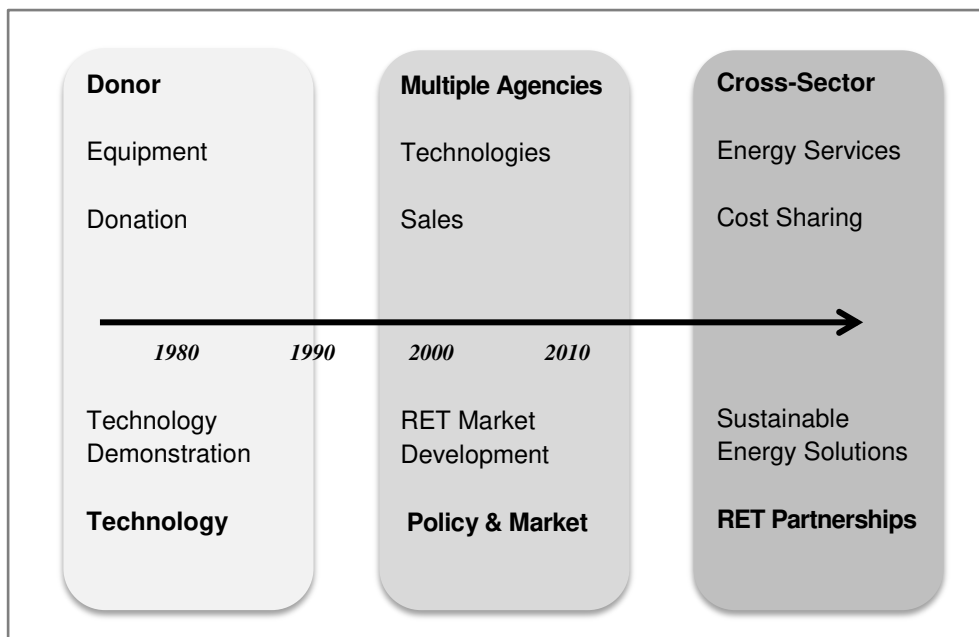 Donor
Equipment
Donation
Multiple Agencies
Technologies
Sales
Cross-Sector
Energy Services
Cost Sharing
1980 1990 2000 2010
Technology
Demonstration
Technology
RET Market
Development
Policy & Market
Sustainable
Energy Solutions
RET Partnerships